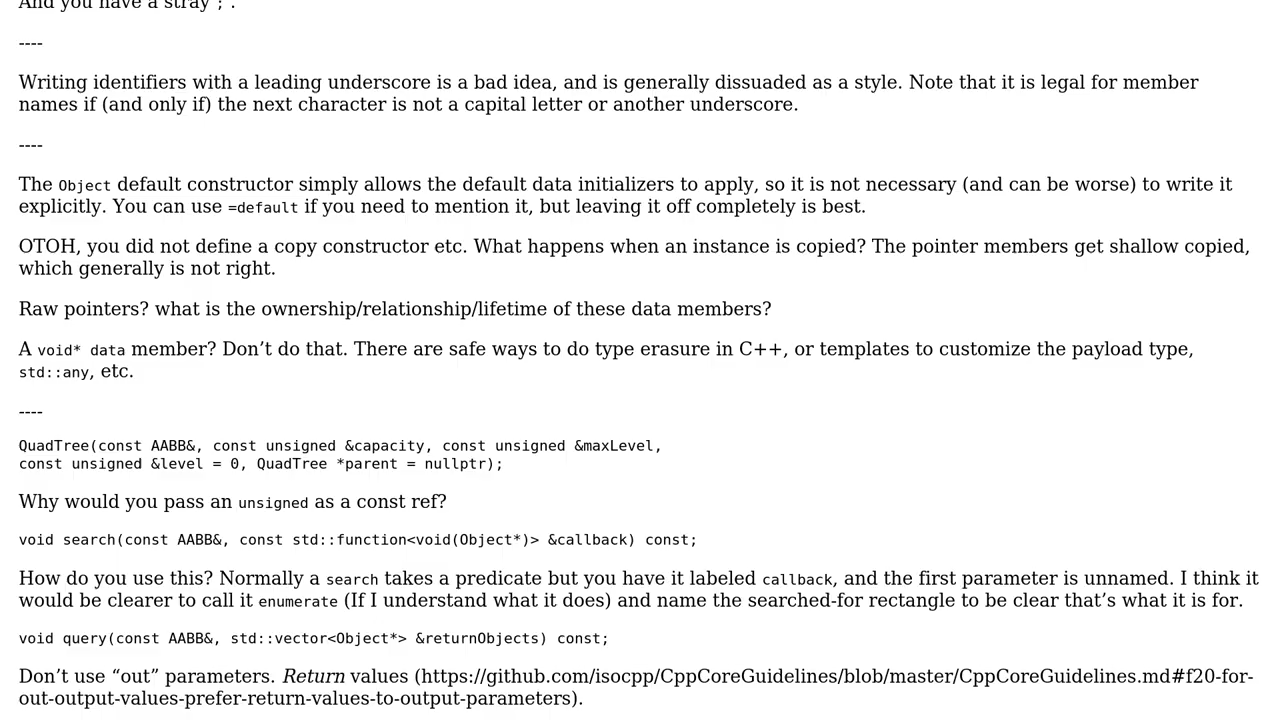 And you have a stray ; .
----
Writing identifiers with a leading underscore is a bad idea, and is generally dissuaded as a style. Note that it is legal for member
names if (and only if) the next character is not a capital letter or another underscore.
----
The Object default constructor simply allows the default data initializers to apply, so it is not necessary (and can be worse) to write it
explicitly. You can use =default if you need to mention it, but leaving it off completely is best.
OTOH, you did not define a copy constructor etc. What happens when an instance is copied? The pointer members get shallow copied,
which generally is not right.
Raw pointers? what is the ownership/relationship/lifetime of these data members?
A void* data member? Don’t do that. There are safe ways to do type erasure in C++, or templates to customize the payload type,
std::any, etc.
----
QuadTree(const AABB&, const unsigned &capacity, const unsigned &maxLevel,
const unsigned &level = 0, QuadTree *parent = nullptr);
Why would you pass an unsigned as a const ref?
void search(const AABB&, const std::function<void(Object*)> &callback) const;
How do you use this? Normally a search takes a predicate but you have it labeled callback, and the first parameter is unnamed. I think it
would be clearer to call it enumerate (If I understand what it does) and name the searched-for rectangle to be clear that’s what it is for.
void query(const AABB&, std::vector<Object*> &returnObjects) const;
Don’t use “out” parameters. Return values (https://github.com/isocpp/CppCoreGuidelines/blob/master/CppCoreGuidelines.md#f20-for-
out-output-values-prefer-return-values-to-output-parameters).